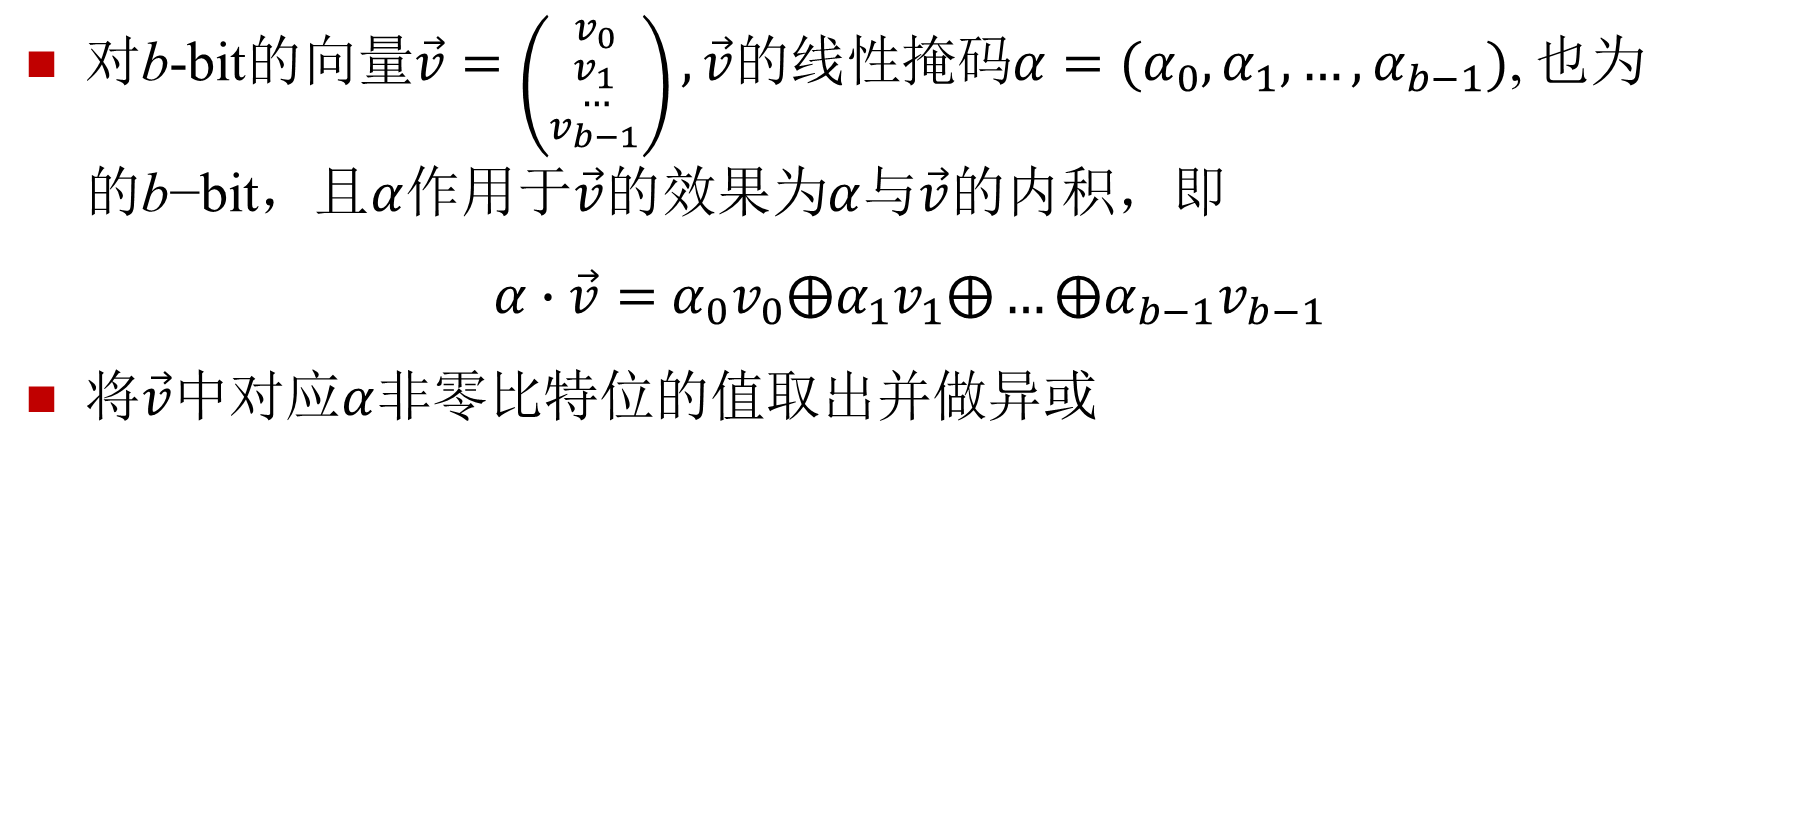 ■ 对b-bit的向量v⃗ = (v₀ v₁ … v_{b−1}), v⃗的线性掩码α = (α₀, α₁, … , α_{b−1}), 也为
的b−bit，且α作用于v⃗的效果为α与v⃗的内积，即
α · v⃗ = α₀v₀⊕α₁v₁⊕ … ⊕α_{b−1}v_{b−1}
■ 将v⃗中对应α非零比特位的值取出并做异或